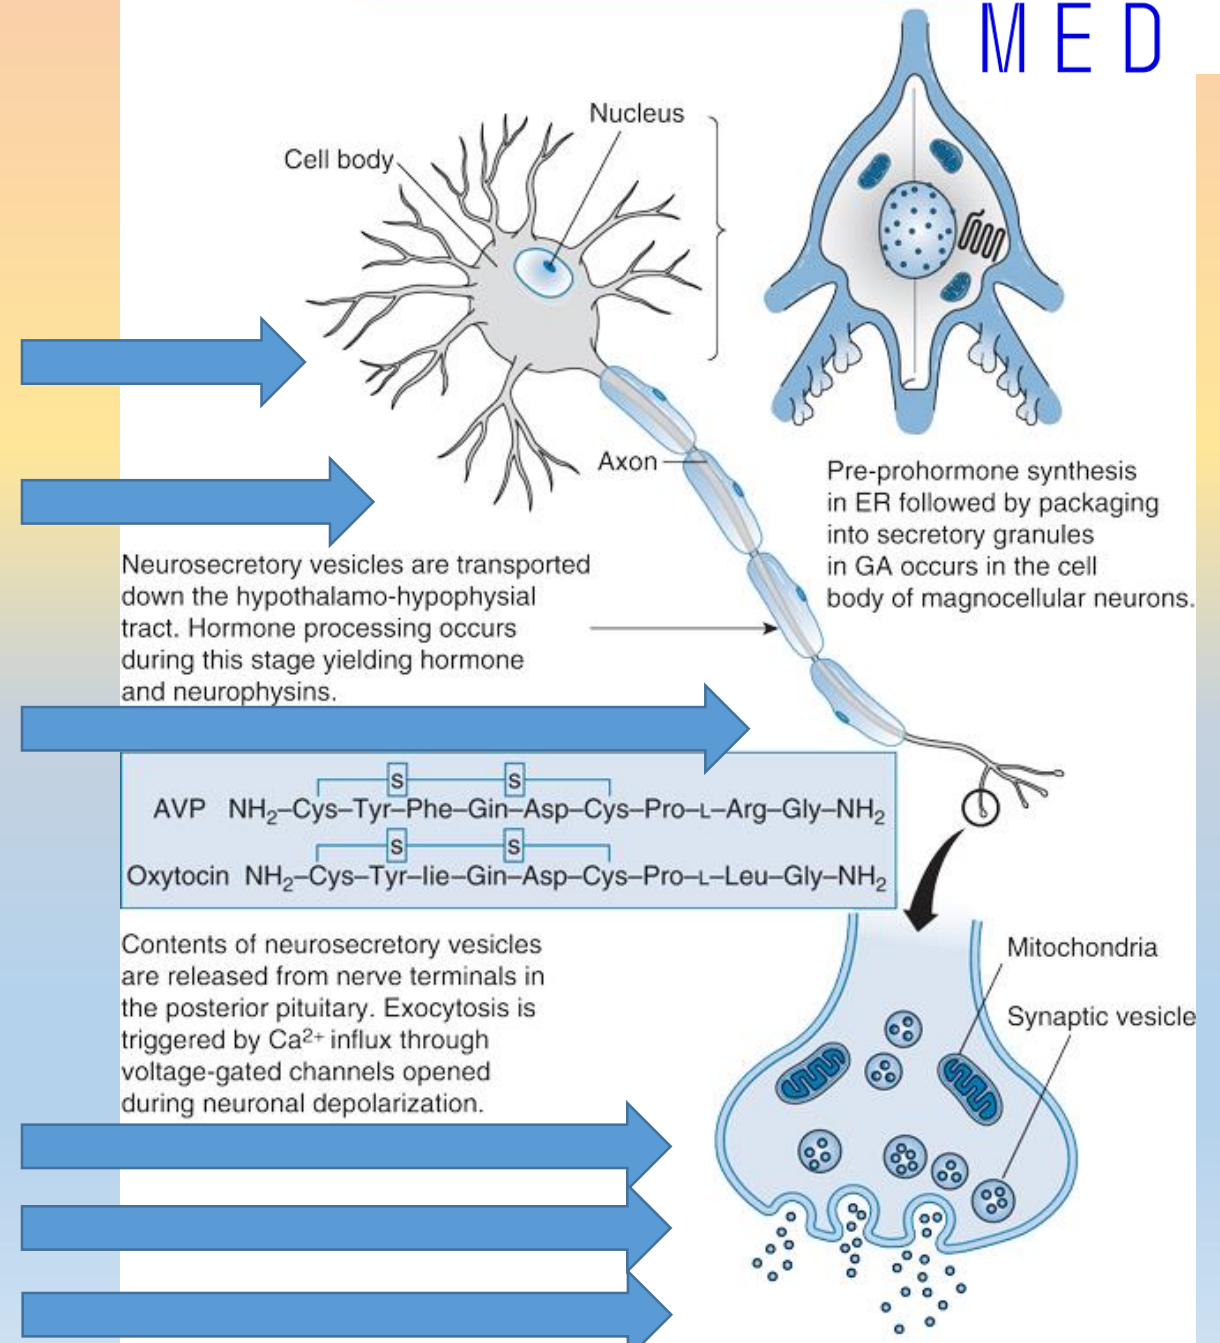 MED
Nucleus
Cell body
Axon
Pre-prohormone synthesis
in ER followed by packaging
into secretory granules
in GA occurs in the cell
body of magnocellular neurons.
Neurosecretory vesicles are transported
down the hypothalamo-hypophysial
tract. Hormone processing occurs
during this stage yielding hormone
and neurophysins.
S S
AVP NH₂–Cys–Tyr–Phe–Gin–Asp–Cys–Pro–L–Arg–Gly–NH₂
S S
Oxytocin NH₂–Cys–Tyr–Iie–Gin–Asp–Cys–Pro–L–Leu–Gly–NH₂
Contents of neurosecretory vesicles
are released from nerve terminals in
the posterior pituitary. Exocytosis is
triggered by Ca²⁺ influx through
voltage-gated channels opened
during neuronal depolarization.
Mitochondria
Synaptic vesicle